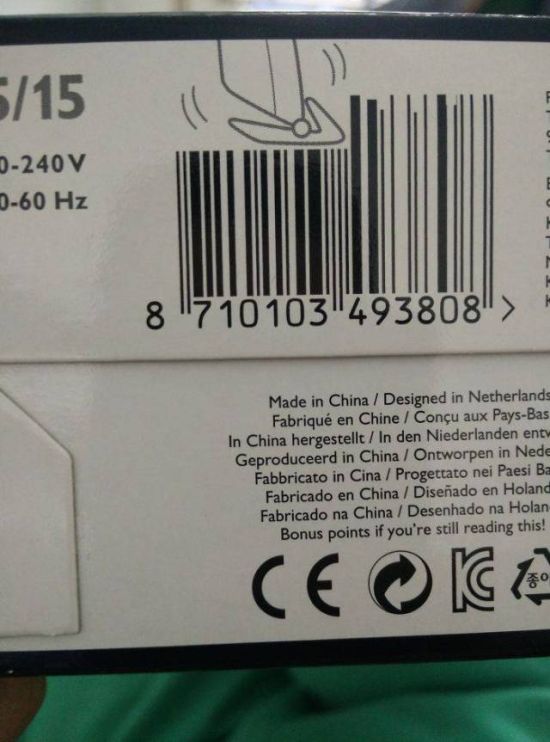 5/15
0-240V
0-60 Hz
8 710103 493808 >
Made in China / Designed in Netherlands
Fabriqué en Chine / Conçu aux Pays-Bas
In China hergestellt / In den Niederlanden entw
Geproduceerd in China / Ontworpen in Nede
Fabbricato in Cina / Progettato nei Paesi Ba
Fabricado en China / Diseñado en Holand
Fabricado na China / Desenhado na Holan
Bonus points if you're still reading this!
CE